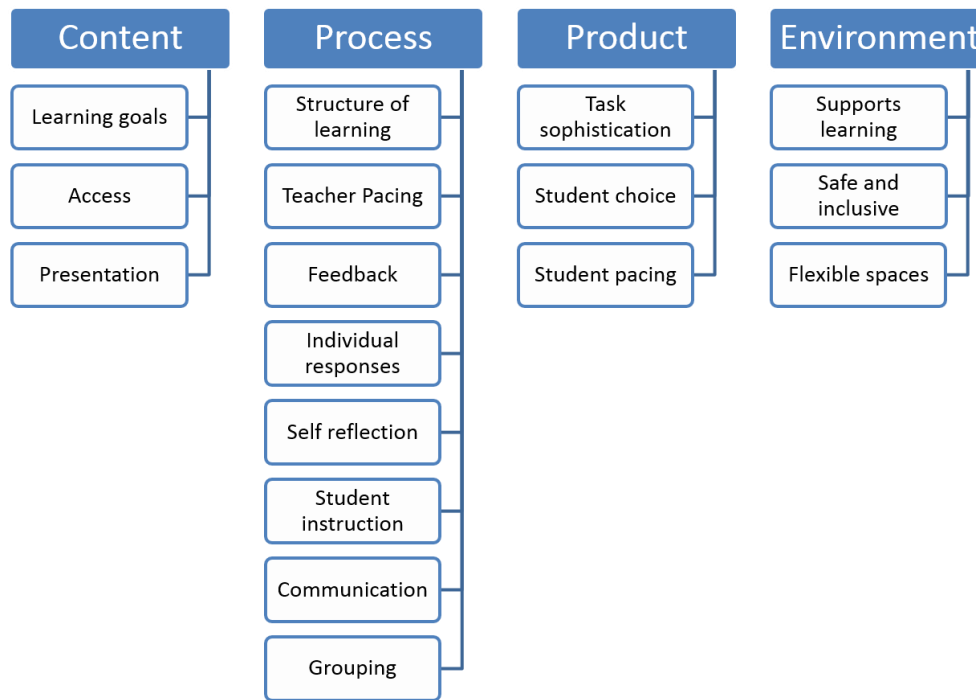 Content
Learning goals
Access
Presentation
Process
Structure of
learning
Teacher Pacing
Feedback
Individual
responses
Self reflection
Student
instruction
Communication
Grouping
Product
Task
sophistication
Student choice
Student pacing
Environment
Supports
learning
Safe and
inclusive
Flexible spaces